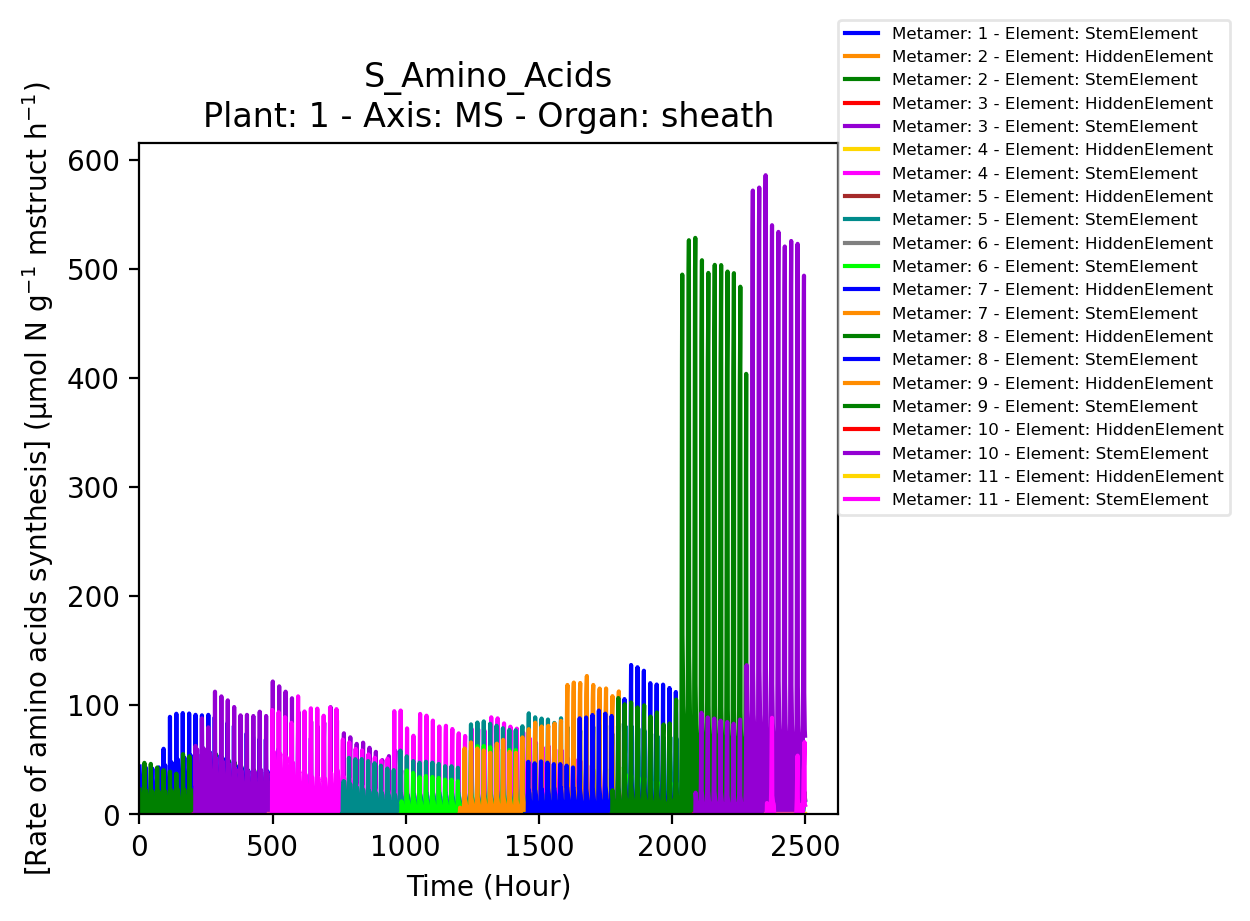 S_Amino_Acids
Plant: 1 - Axis: MS - Organ: sheath
[Rate of amino acids synthesis] (µmol N g⁻¹ mstruct h⁻¹)
600
500
400
300
200
100
0
0 500 1000 1500 2000 2500
Time (Hour)
Metamer: 1 - Element: StemElement
Metamer: 2 - Element: HiddenElement
Metamer: 2 - Element: StemElement
Metamer: 3 - Element: HiddenElement
Metamer: 3 - Element: StemElement
Metamer: 4 - Element: HiddenElement
Metamer: 4 - Element: StemElement
Metamer: 5 - Element: HiddenElement
Metamer: 5 - Element: StemElement
Metamer: 6 - Element: HiddenElement
Metamer: 6 - Element: StemElement
Metamer: 7 - Element: HiddenElement
Metamer: 7 - Element: StemElement
Metamer: 8 - Element: HiddenElement
Metamer: 8 - Element: StemElement
Metamer: 9 - Element: HiddenElement
Metamer: 9 - Element: StemElement
Metamer: 10 - Element: HiddenElement
Metamer: 10 - Element: StemElement
Metamer: 11 - Element: HiddenElement
Metamer: 11 - Element: StemElement